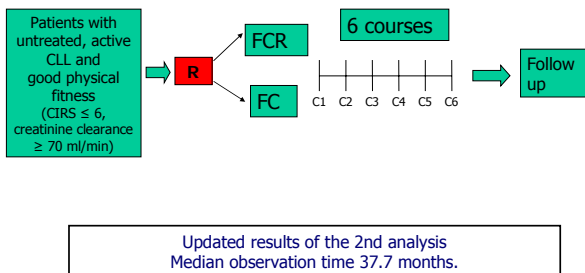 Patients with
untreated, active
CLL and
good physical
fitness
(CIRS ≤ 6,
creatinine clearance
≥ 70 ml/min)
R
FCR
FC
6 courses
C1 C2 C3 C4 C5 C6
Follow
up
Updated results of the 2nd analysis
Median observation time 37.7 months.